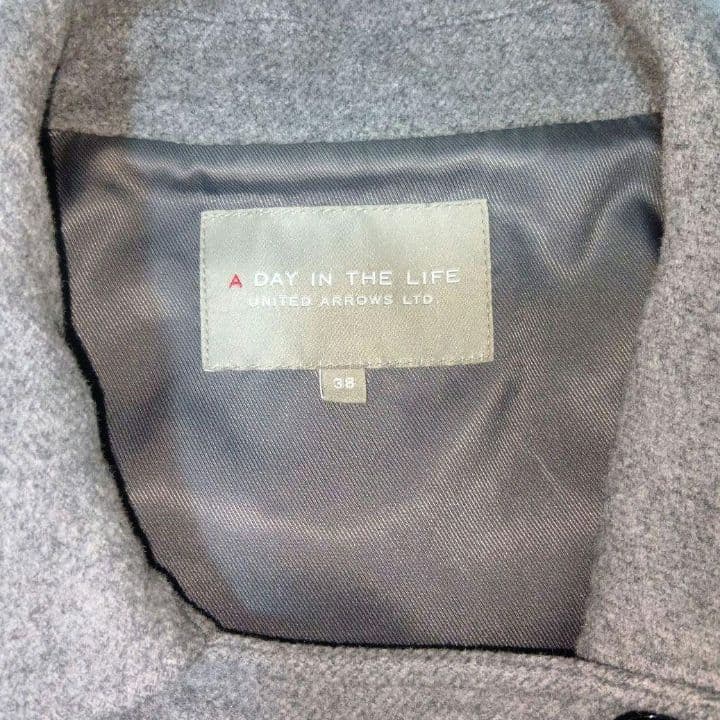 A DAY IN THE LIFE
UNITED ARROWS LTD.
38